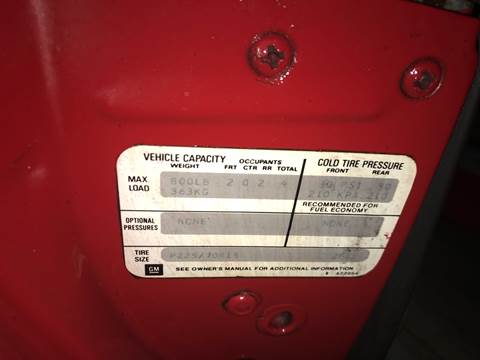 VEHICLE CAPACITY OCCUPANTS COLD TIRE PRESSURE
WEIGHT FRT CTR RR TOTAL FRONT REAR
MAX. LOAD 800LB 2 0 2 4 30 PSI 30
363KG 210 KPA 210
RECOMMENDED FOR
FUEL ECONOMY
OPTIONAL PRESSURES NONE NONE
TIRE SIZE P225/70R15
GM SEE OWNER'S MANUAL FOR ADDITIONAL INFORMATION